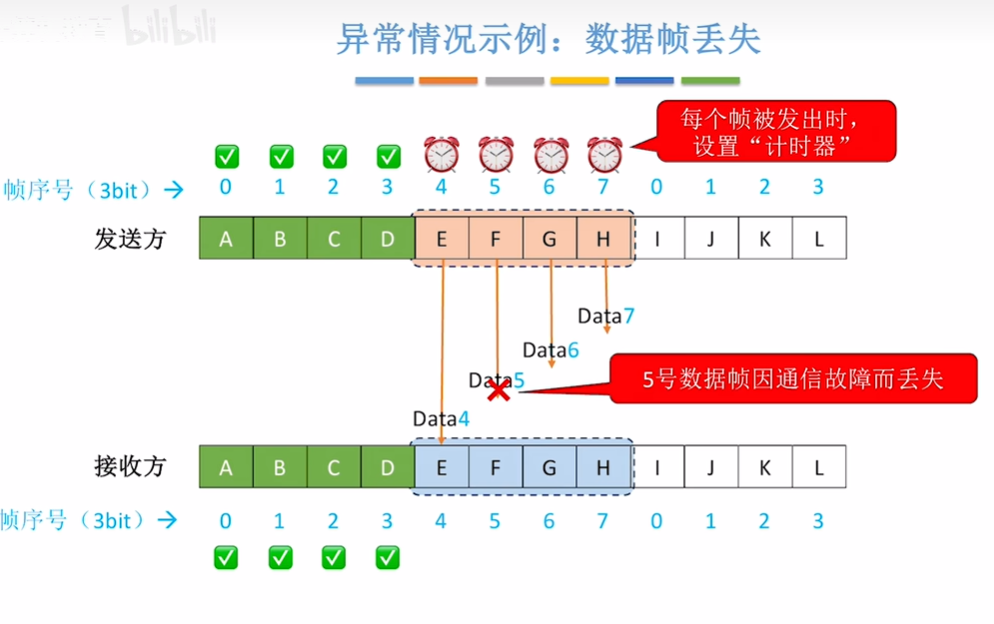 bilibili
异常情况示例：数据帧丢失
每个帧被发出时，
设置“计时器”
帧序号（3bit）→ 0 1 2 3 4 5 6 7 0 1 2 3
发送方 A B C D E F G H I J K L
Data7
Data6
Data5
5号数据帧因通信故障而丢失
Data4
接收方 A B C D E F G H I J K L
帧序号（3bit）→ 0 1 2 3 4 5 6 7 0 1 2 3